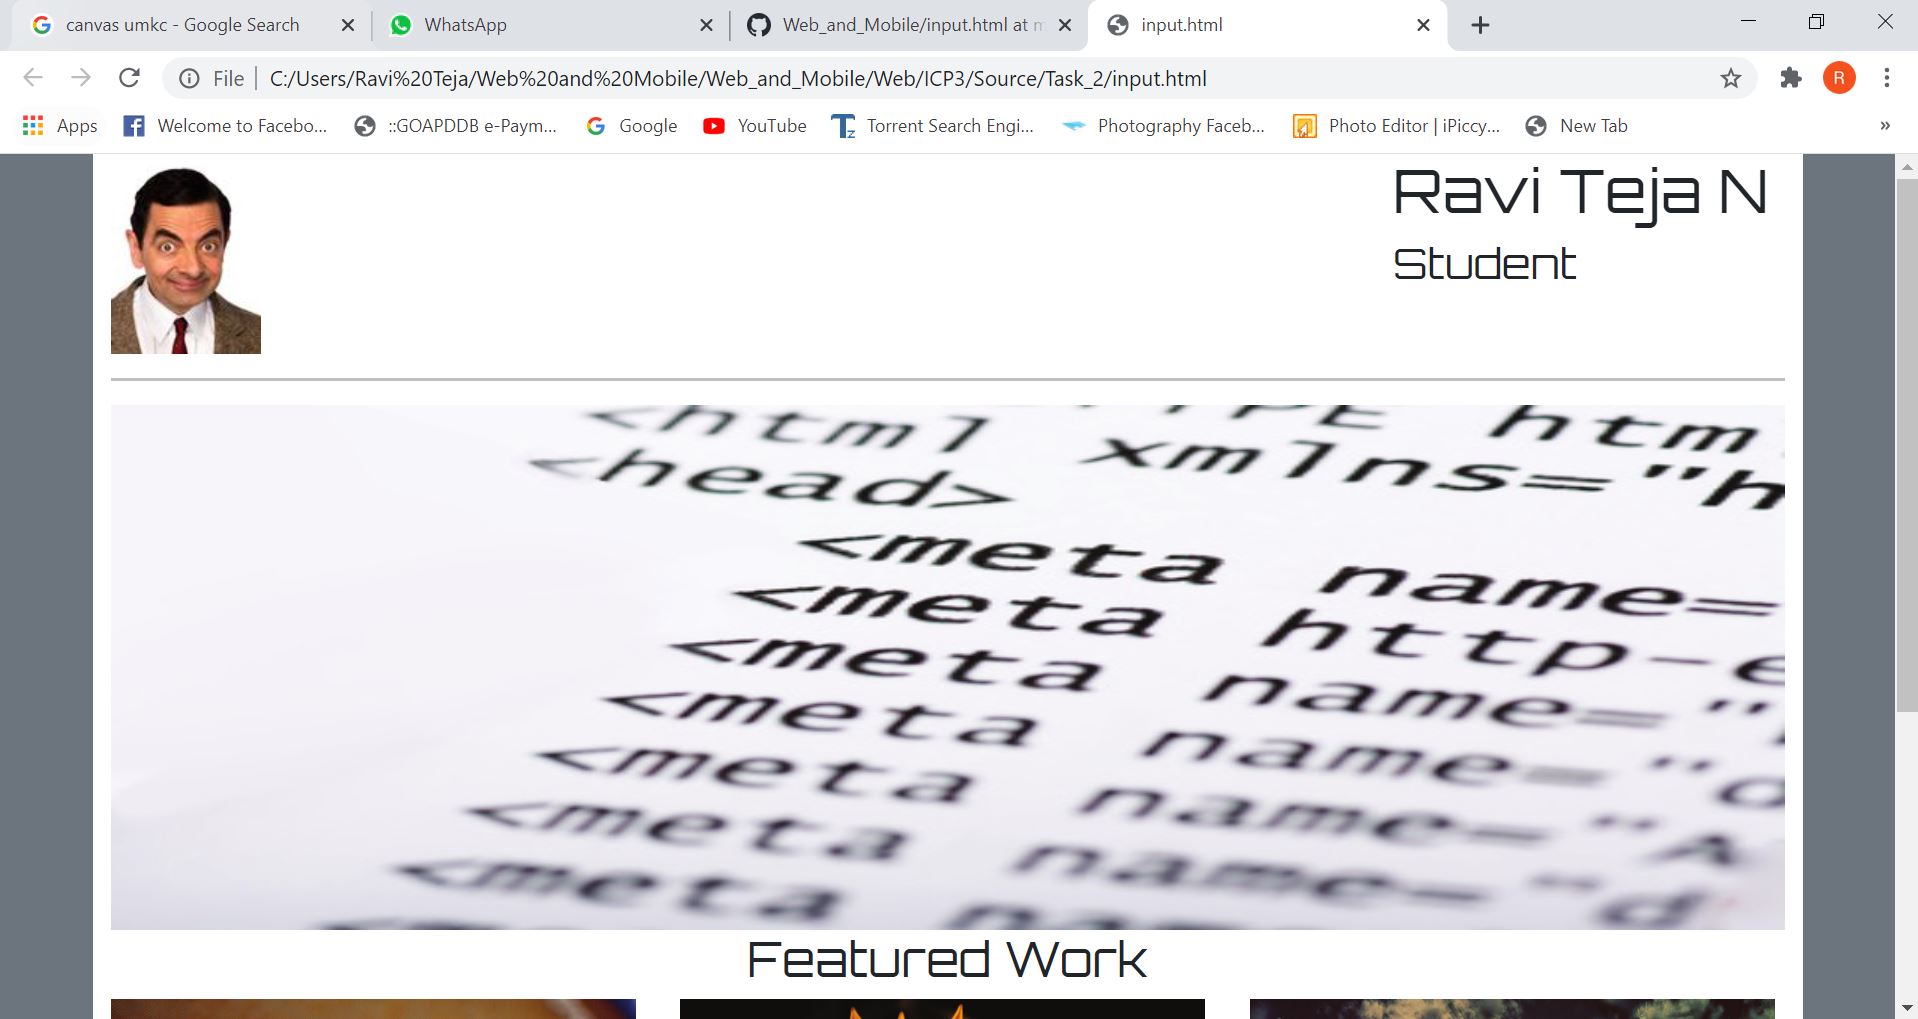 canvas umkc - Google Search
WhatsApp
Web_and_Mobile/input.html at m
input.html
File
C:/Users/Ravi%20Teja/Web%20and%20Mobile/Web_and_Mobile/Web/ICP3/Source/Task_2/input.html
R
Apps
Welcome to Facebo...
::GOAPDDB e-Paym...
Google
YouTube
Torrent Search Engi...
Photography Faceb...
Photo Editor | iPiccy...
New Tab
»
Ravi Teja N
Student
<html
<head> xmlns="h
<meta name=
<meta http-e
<meta name="
<meta name="d
<meta name="A
<meta name="d
<meta
Featured Work